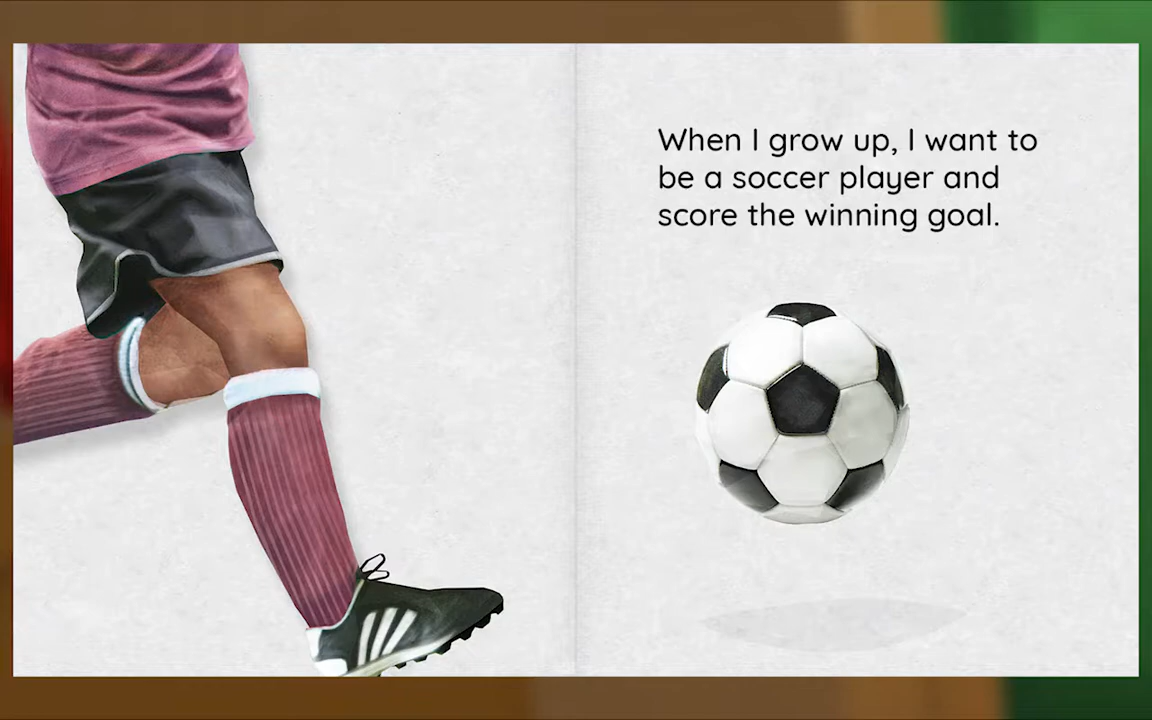 When I grow up, I want to
be a soccer player and
score the winning goal.